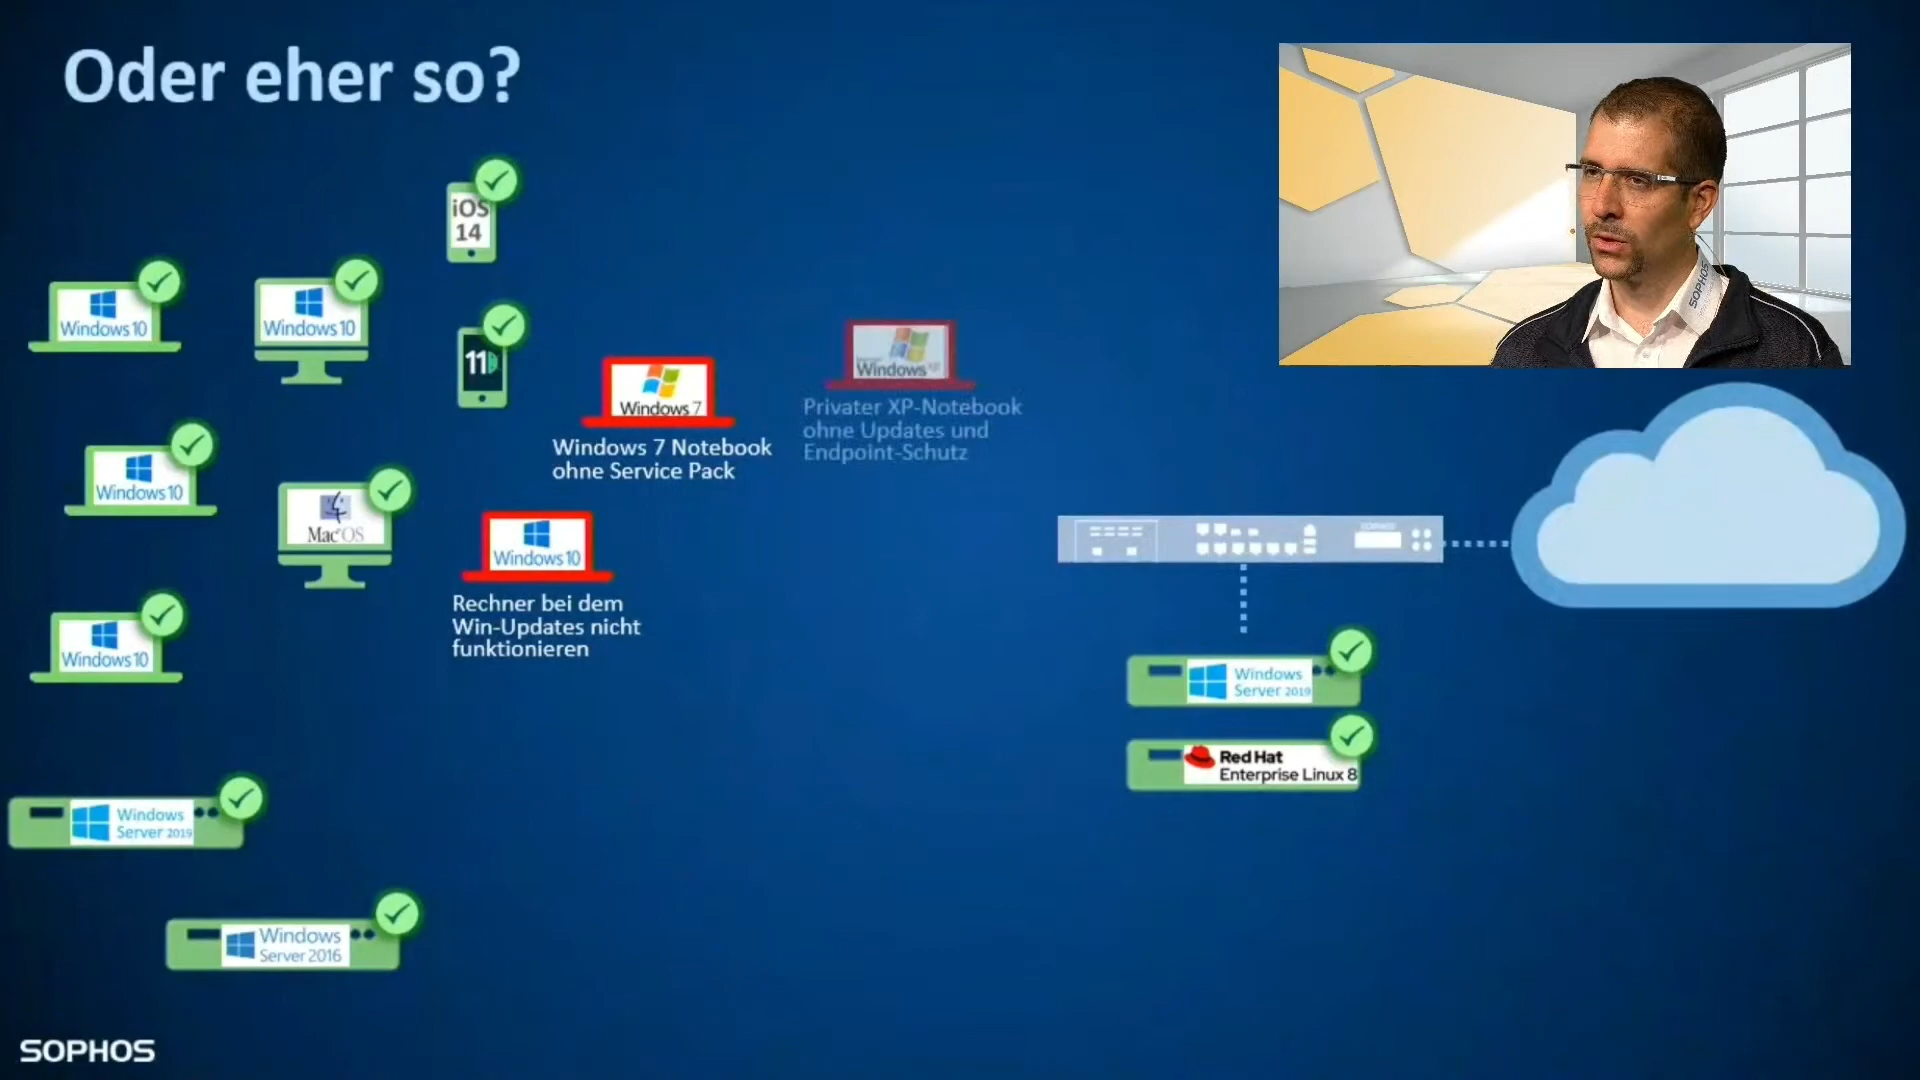 Oder eher so?
iOS
14
Windows 10
Windows 10
11
Windows 7
Windows 7 Notebook
ohne Service Pack
Windows xp
Privater XP-Notebook
ohne Updates und
Endpoint-Schutz
SOPHOS
Windows 10
Mac OS
Windows 10
Rechner bei dem
Win-Updates nicht
funktionieren
SOPHOS
Windows 10
Windows
Server 2019
Red Hat
Enterprise Linux 8
Windows
Server 2019
Windows
Server 2016
SOPHOS